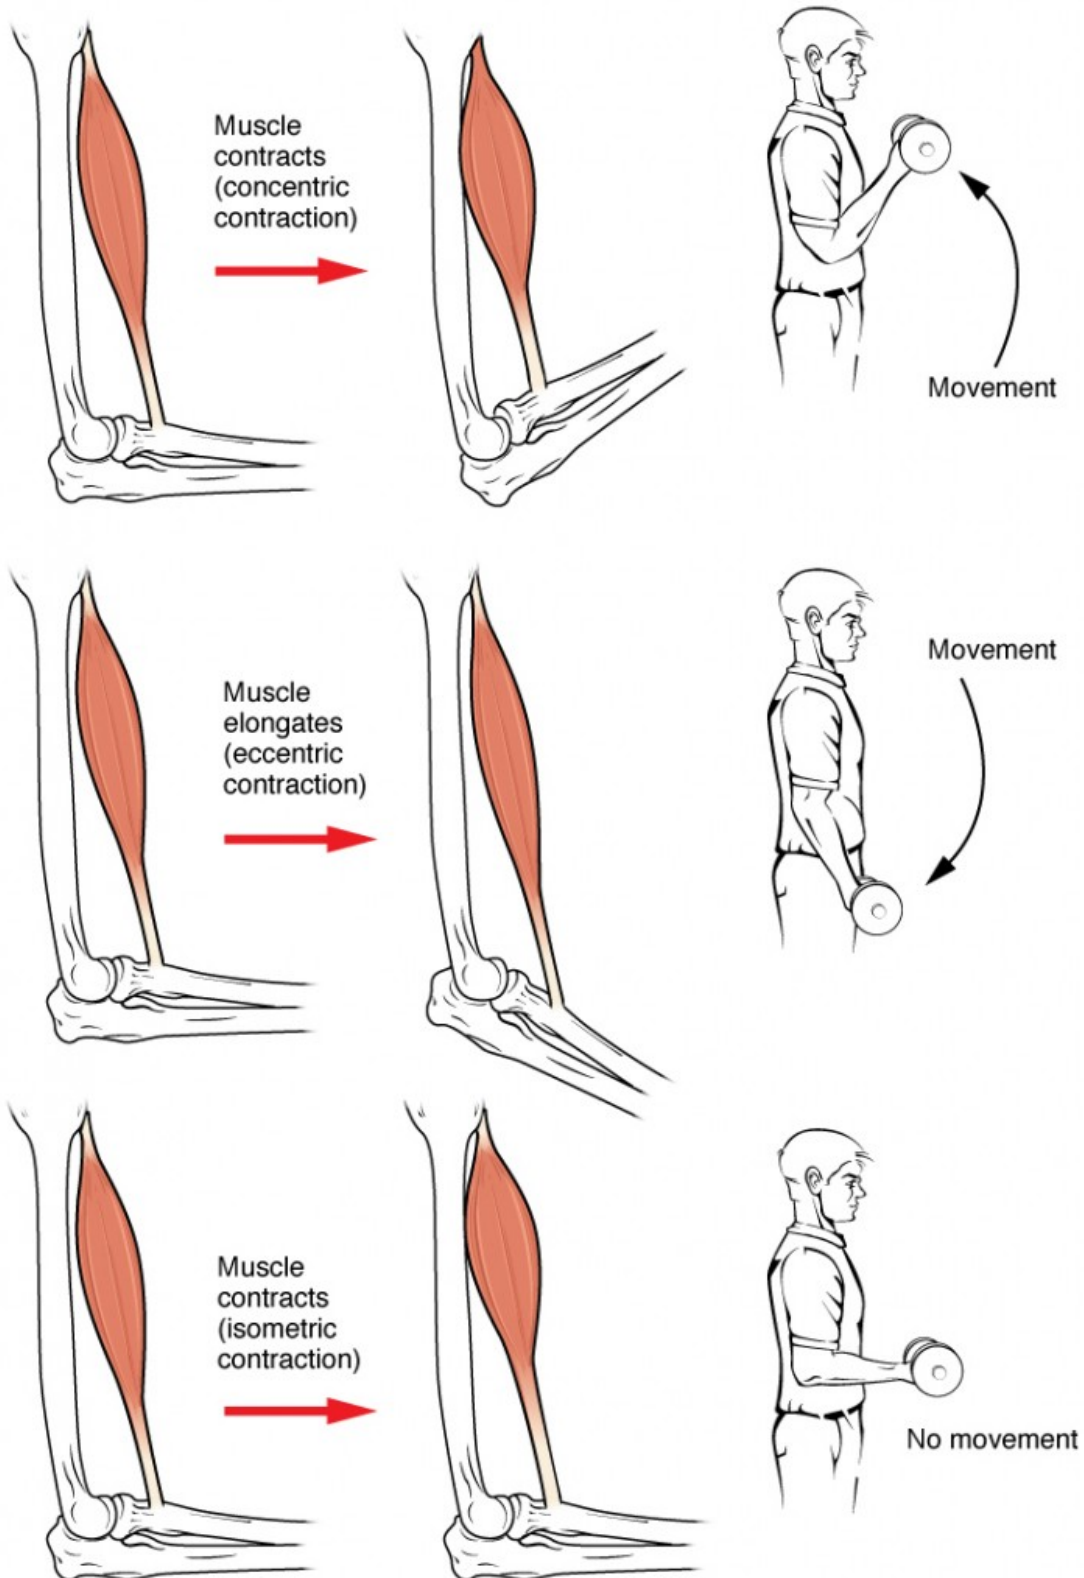 Muscle
contracts
(concentric
contraction)
Movement
Muscle
elongates
(eccentric
contraction)
Movement
Muscle
contracts
(isometric
contraction)
No movement